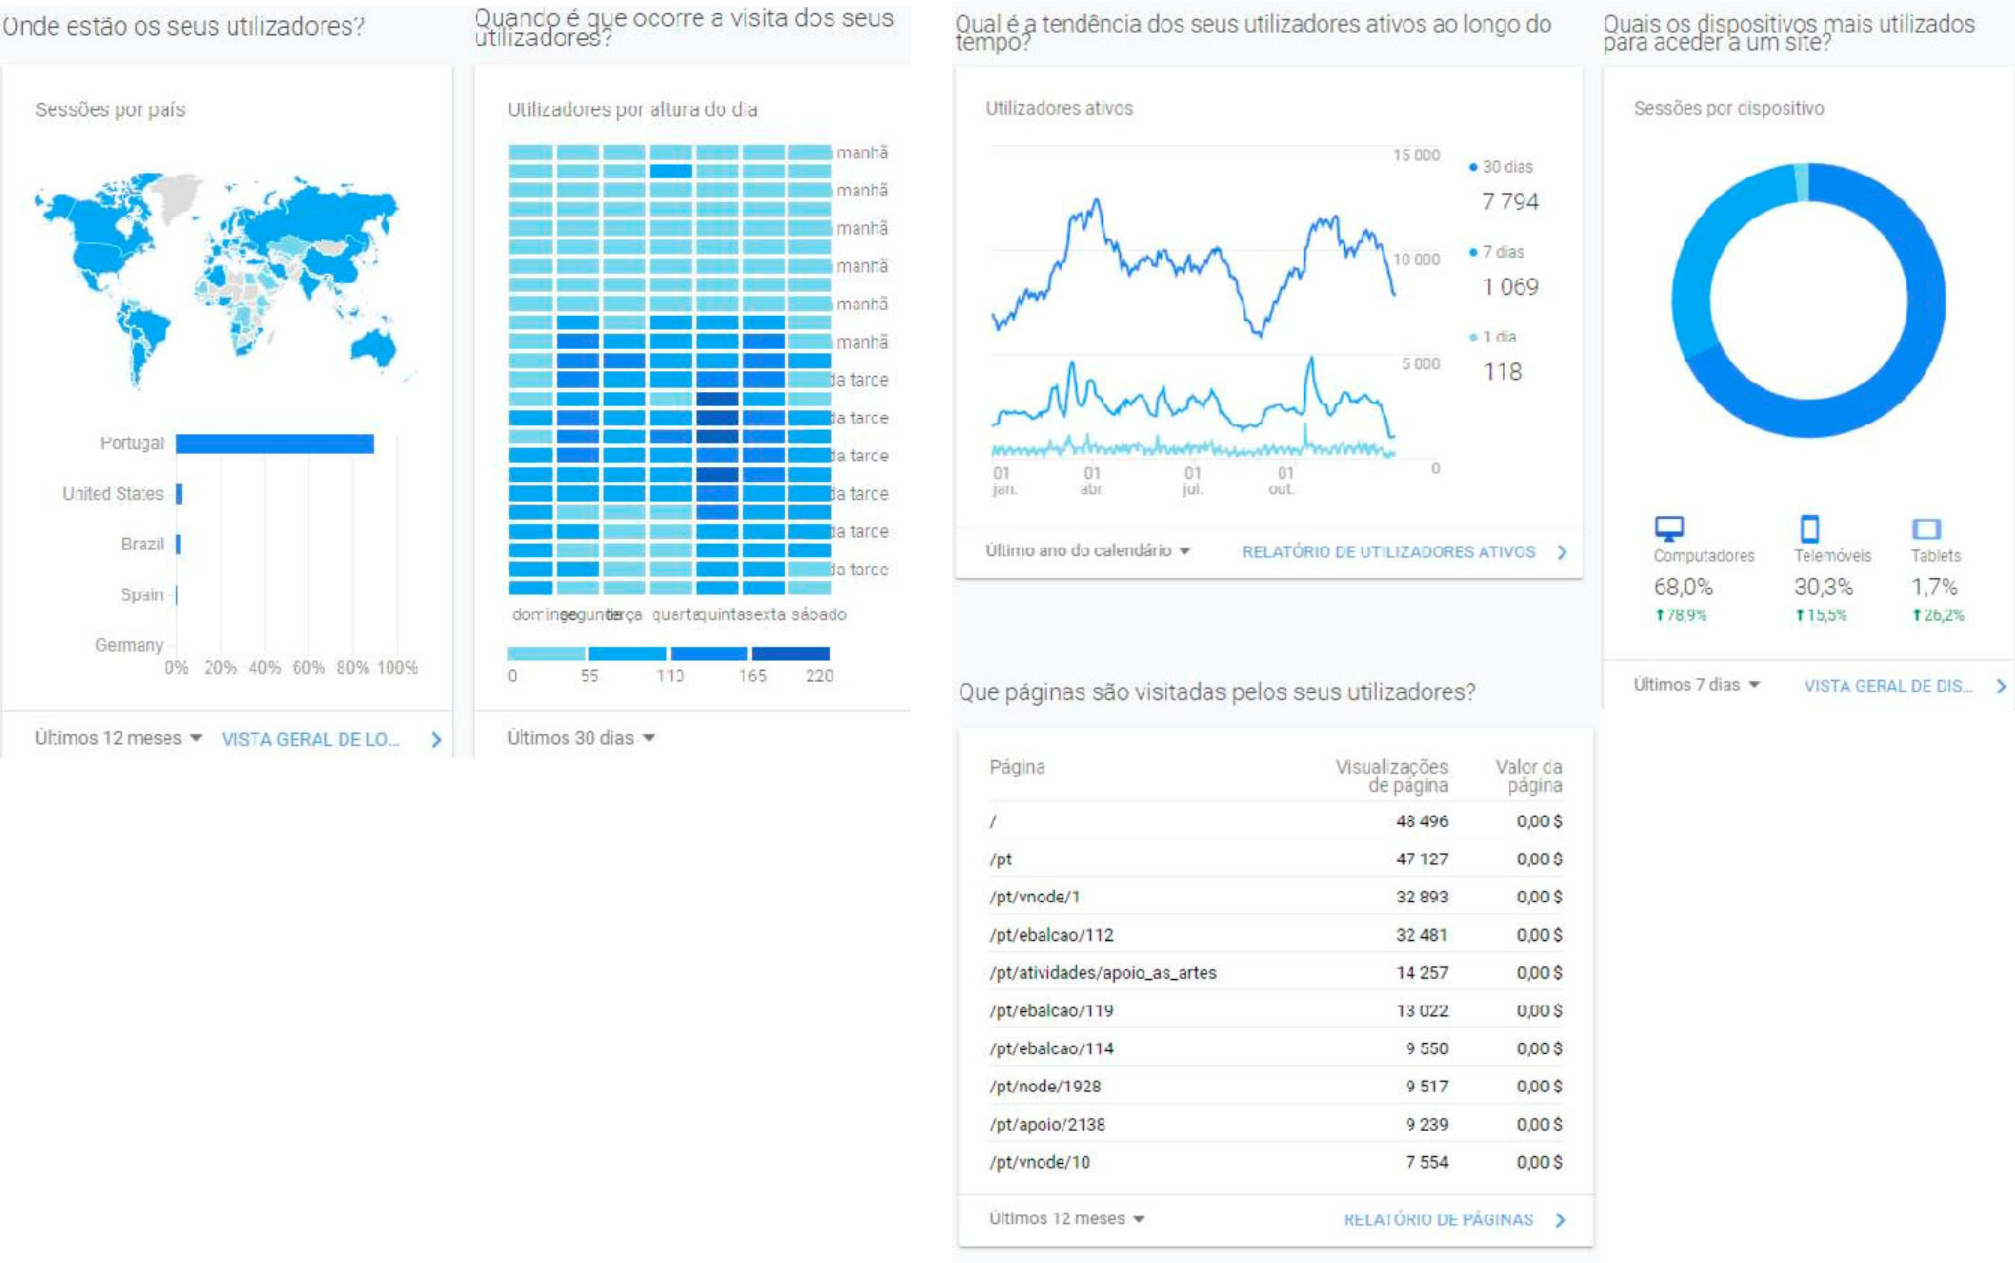 Onde estão os seus utilizadores?
Sessões por país
Portugal
United States
Brazil
Spain
Germany
0% 20% 40% 60% 80% 100%
Últimos 12 meses
VISTA GERAL DE LO...
Quando é que ocorre a visita dos seus
utilizadores?
Utilizadores por altura do dia
manhã
manhã
manhã
manhã
manhã
manhã
da tarde
da tarde
da tarde
da tarde
da tarde
da tarde
domingo segunda terça quarta quinta sexta sábado
0 55 110 165 220
Últimos 30 dias
Qual é a tendência dos seus utilizadores ativos ao longo do
tempo?
Utilizadores ativos
15 000
10 000
5 000
0
30 dias
7 794
7 dias
1 069
1 dia
118
01 01 01 01
jan. abr. jul. out.
Último ano do calendário
RELATÓRIO DE UTILIZADORES ATIVOS
Quais os dispositivos mais utilizados
para aceder a um site?
Sessões por dispositivo
Computadores Telemóveis Tablets
68,0% 30,3% 1,7%
78,9% 15,5% 26,2%
Últimos 7 dias
VISTA GERAL DE DIS...
Que páginas são visitadas pelos seus utilizadores?
Página Visualizações Valor da
de página página
/ 48 496 0,00 $
/pt 47 127 0,00 $
/pt/vnode/1 32 893 0,00 $
/pt/ebalcao/112 32 481 0,00 $
/pt/atividades/apoio_as_artes 14 257 0,00 $
/pt/ebalcao/119 13 022 0,00 $
/pt/ebalcao/114 9 550 0,00 $
/pt/node/1928 9 517 0,00 $
/pt/apoio/2138 9 239 0,00 $
/pt/vnode/10 7 554 0,00 $
Últimos 12 meses
RELATÓRIO DE PÁGINAS